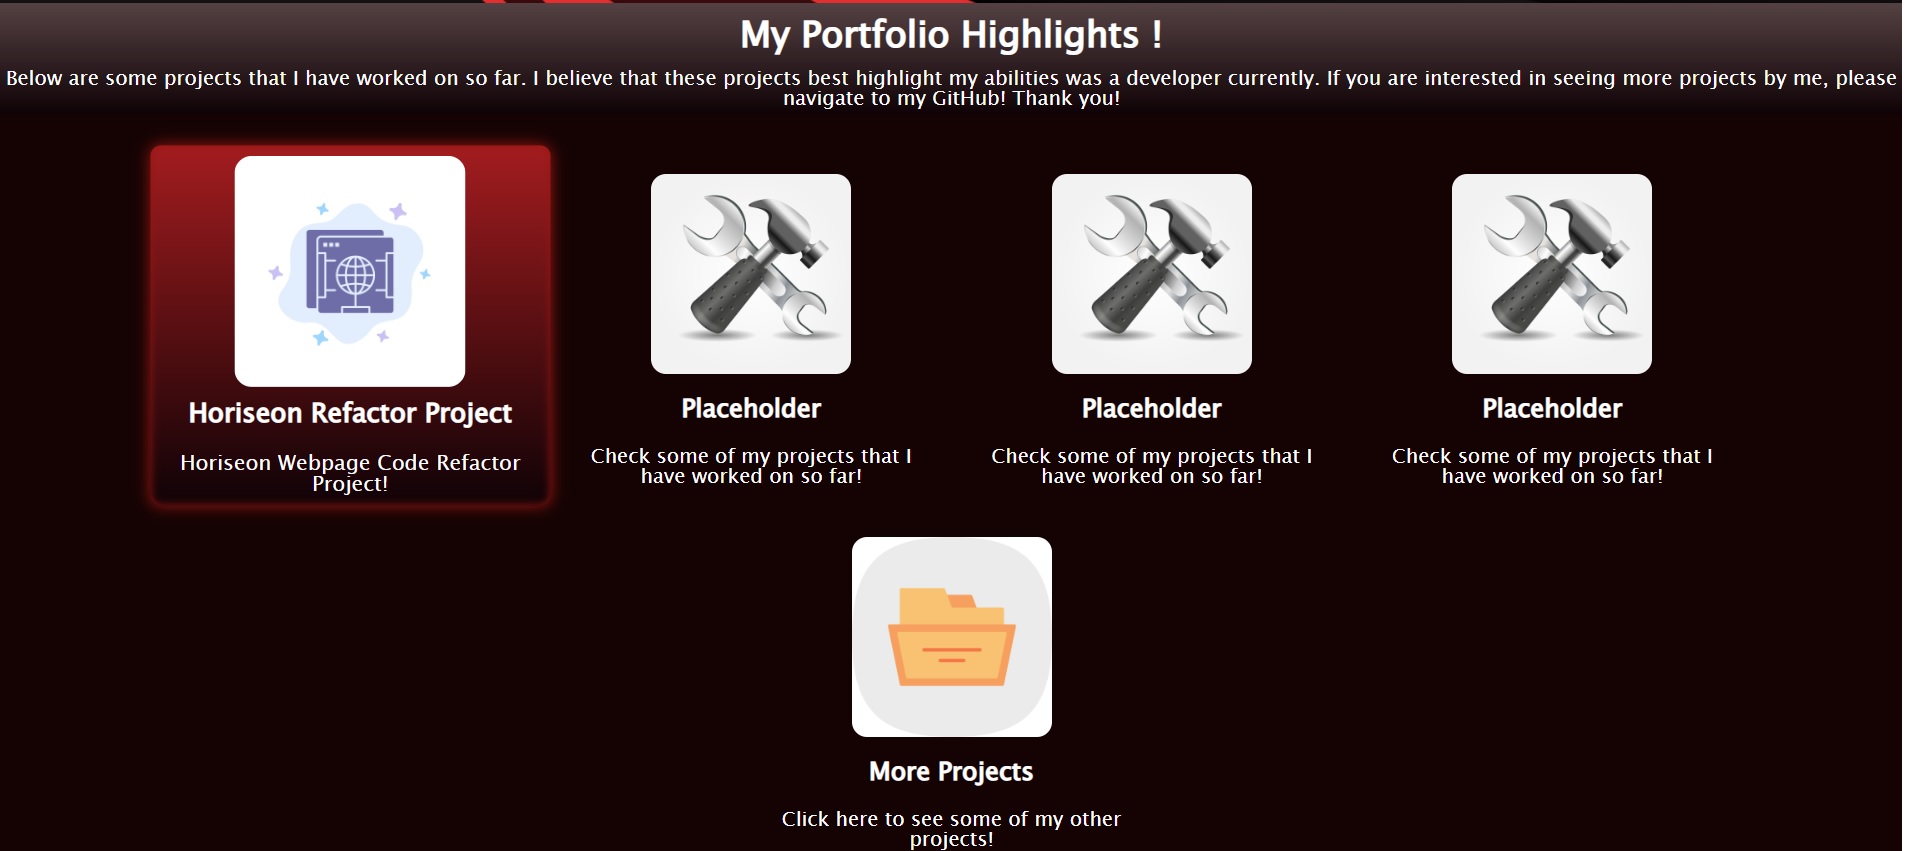 My Portfolio Highlights !
Below are some projects that I have worked on so far. I believe that these projects best highlight my abilities was a developer currently. If you are interested in seeing more projects by me, please
navigate to my GitHub! Thank you!
Horiseon Refactor Project
Horiseon Webpage Code Refactor
Project!
Placeholder
Check some of my projects that I
have worked on so far!
Placeholder
Check some of my projects that I
have worked on so far!
Placeholder
Check some of my projects that I
have worked on so far!
More Projects
Click here to see some of my other
projects!